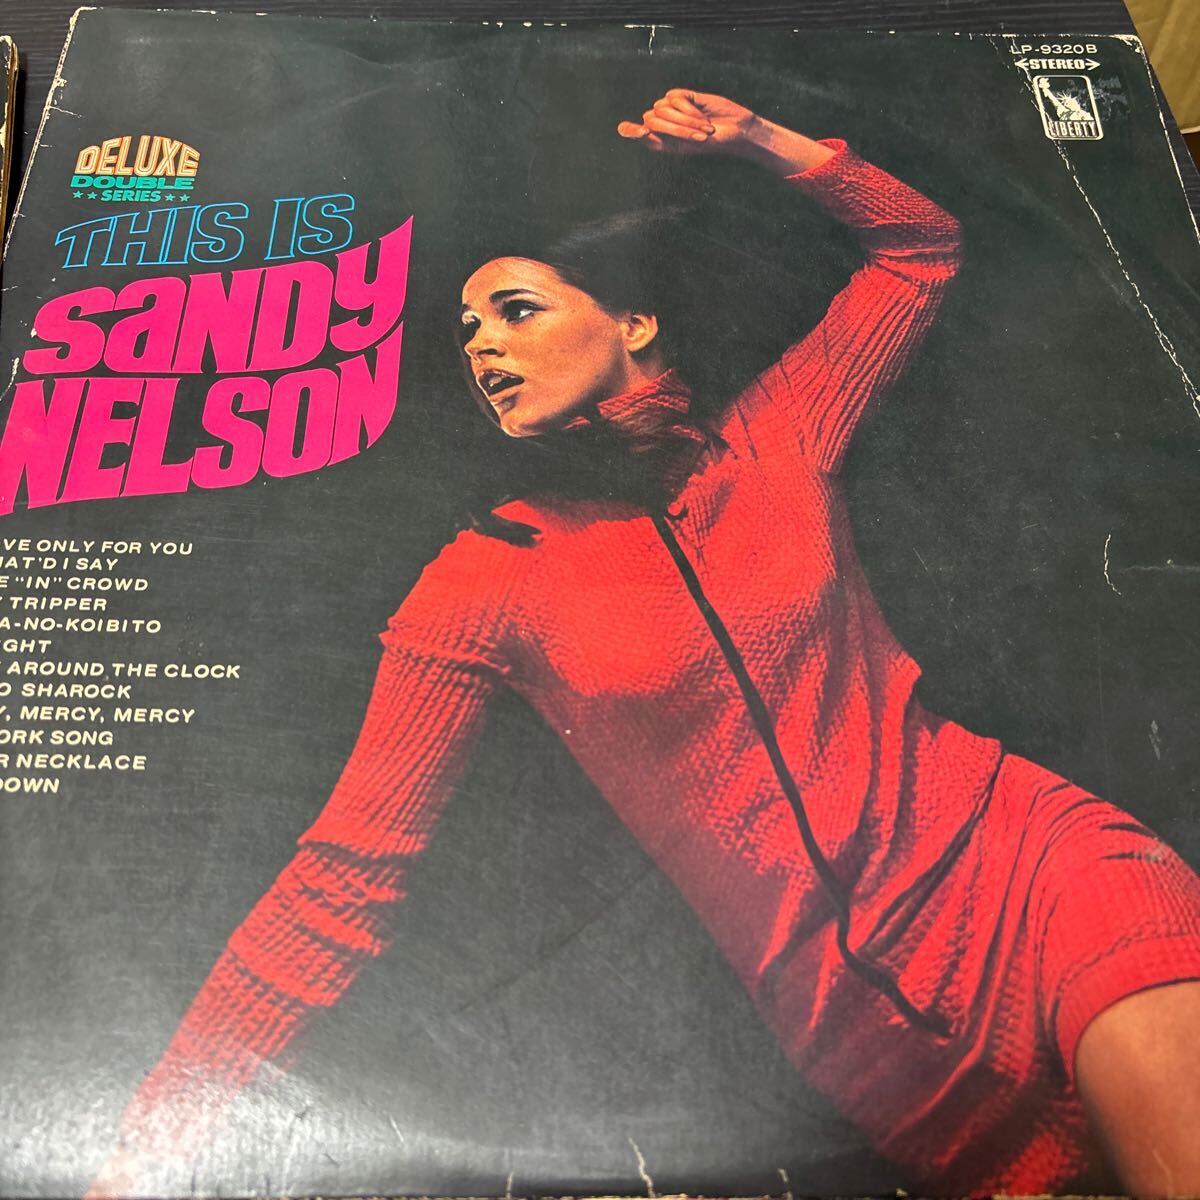 LP-9320B
STEREO
LIBERTY
DELUXE
DOUBLE
★★SERIES★★
THIS IS
SANDY
NELSON
VE ONLY FOR YOU
AT'D I SAY
E "IN" CROWD
TRIPPER
A-NO-KOIBITO
GHT
AROUND THE CLOCK
O SHAROCK
Y, MERCY, MERCY
ORK SONG
R NECKLACE
DOWN